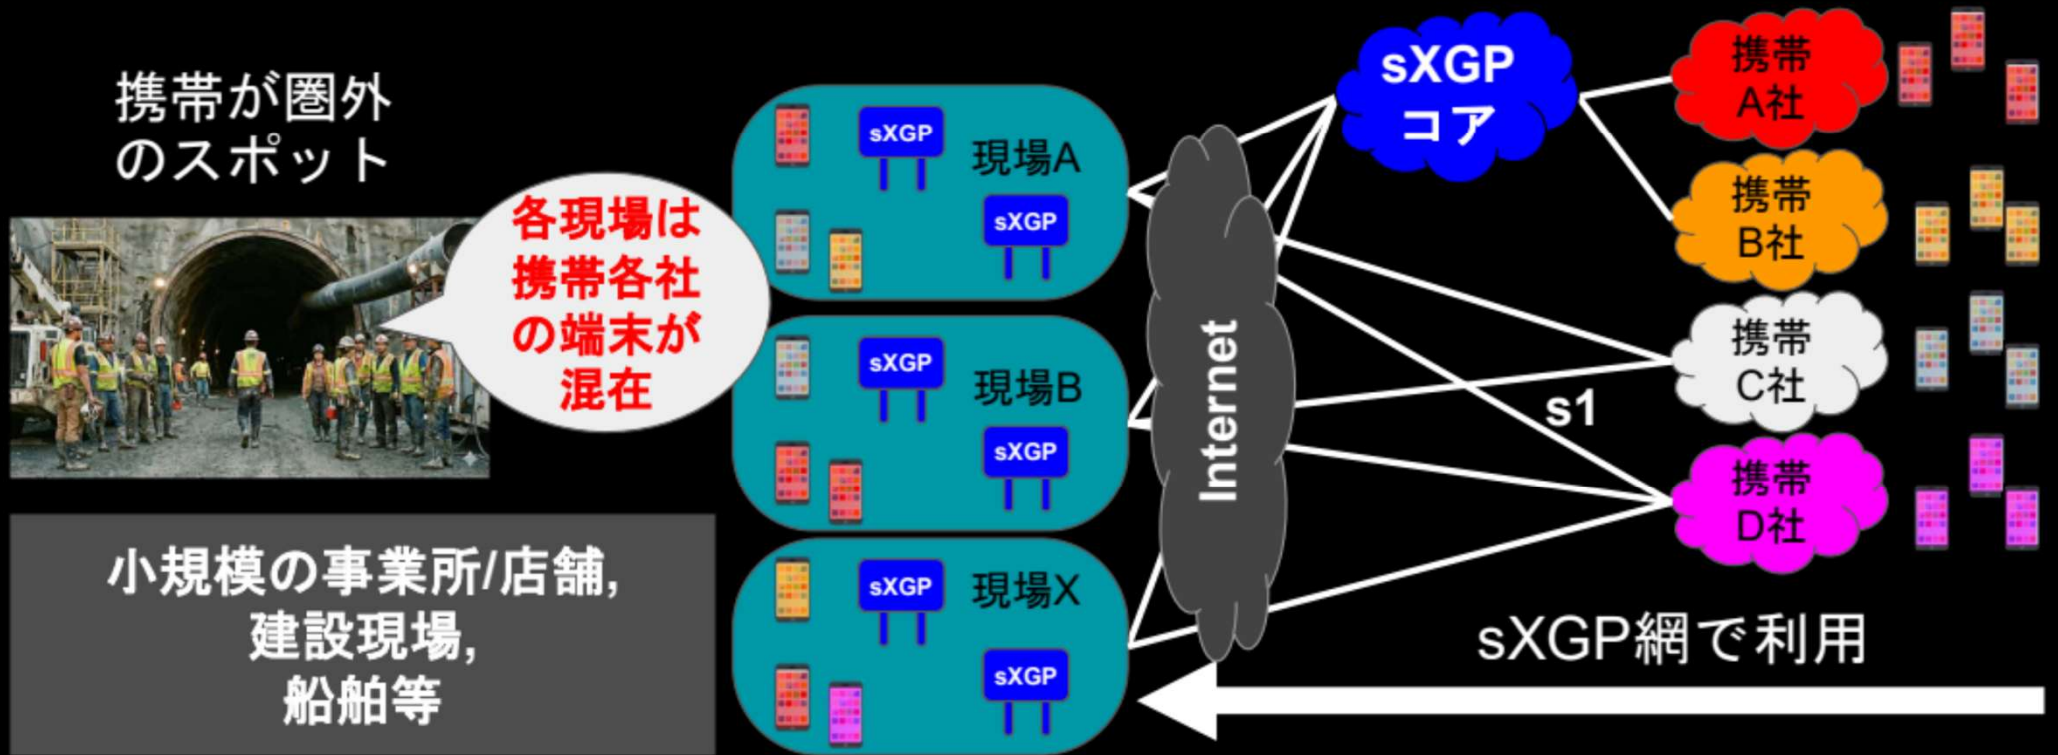 携帯が圏外
のスポット
各現場は
携帯各社
の端末が
混在
小規模の事業所/店舗,
建設現場,
船舶等
sXGP
現場A
sXGP
sXGP
現場B
sXGP
sXGP
現場X
sXGP
Internet
sXGP
コア
s1
携帯
A社
携帯
B社
携帯
C社
携帯
D社
sXGP網で利用